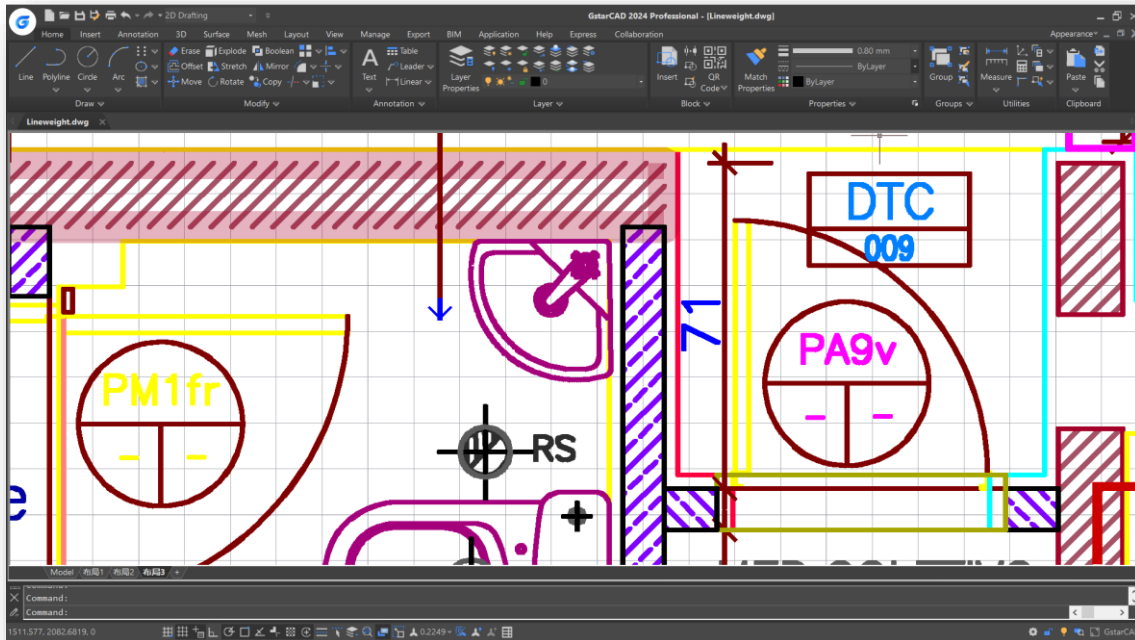 2D Drafting
GstarCAD 2024 Professional - [Lineweight.dwg]
Home Insert Annotation 3D Surface Mesh Layout View Manage Export BIM Application Help Express Collaboration
Appearance
Line Polyline Circle Arc
Erase Explode Boolean
Offset Stretch Mirror
Move Rotate Copy
Text
Table
Leader
Linear
Layer Properties
0
Insert
QR Code
Match Properties
0.80 mm
ByLayer
ByLayer
Group
Measure
Paste
Draw Modify Annotation Layer Block Properties Groups Utilities Clipboard
Lineweight.dwg
DTC
009
71
PA9v
PM1fr
RS
e
Model 布局1 布局2 布局3 +
Command:
Command:
Command:
1511.577, 2082.6819, 0
0.2249
GstarCA